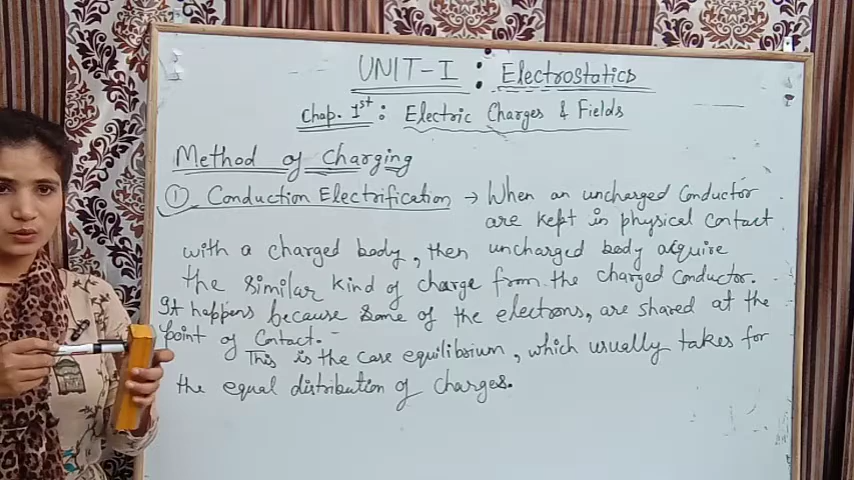 UNIT-I : Electrostatics
Chap. 1st : Electric Charges & Fields
Method of Charging
① Conduction Electrification → When an uncharged Conductor
are kept in physical Contact
with a charged body, then uncharged body acquire
the similar kind of charge from the charged Conductor.
It happens because some of the electrons, are shared at the
point of Contact.
This is the case equilibrium, which usually takes for
the equal distribution of charges.